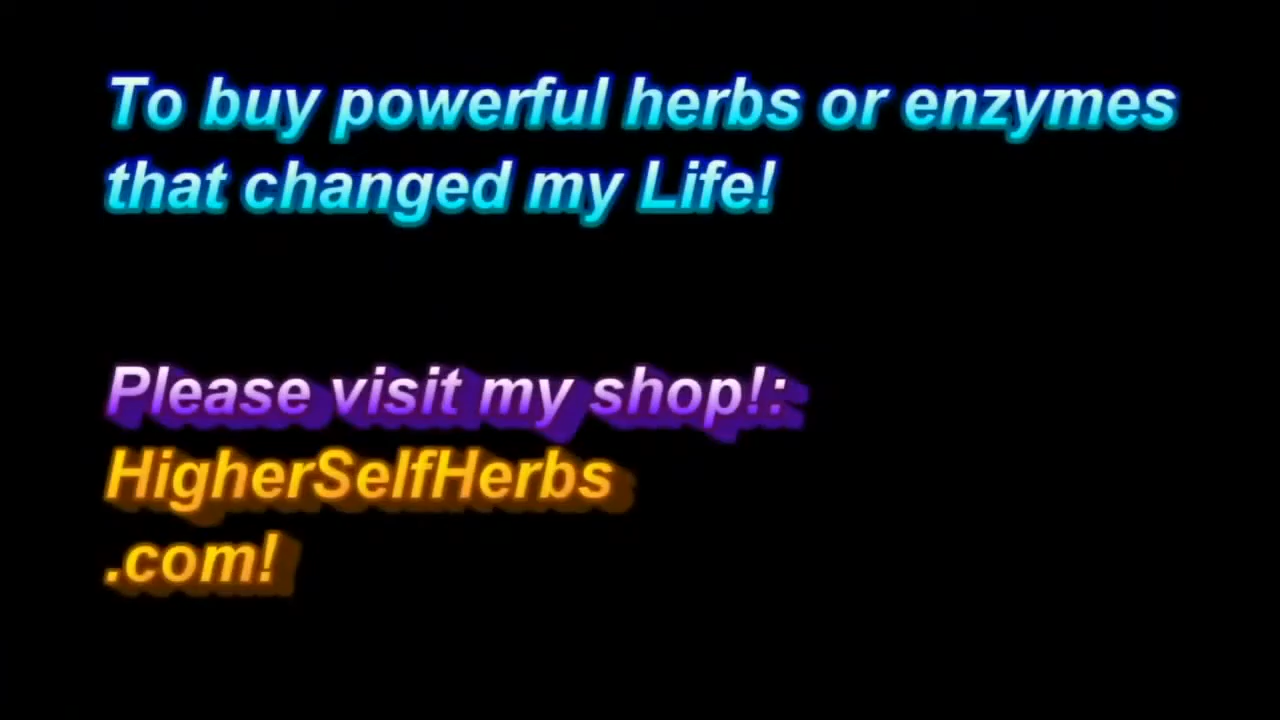 To buy powerful herbs or enzymes
that changed my Life!
Please visit my shop!:
HigherSelfHerbs
.com!